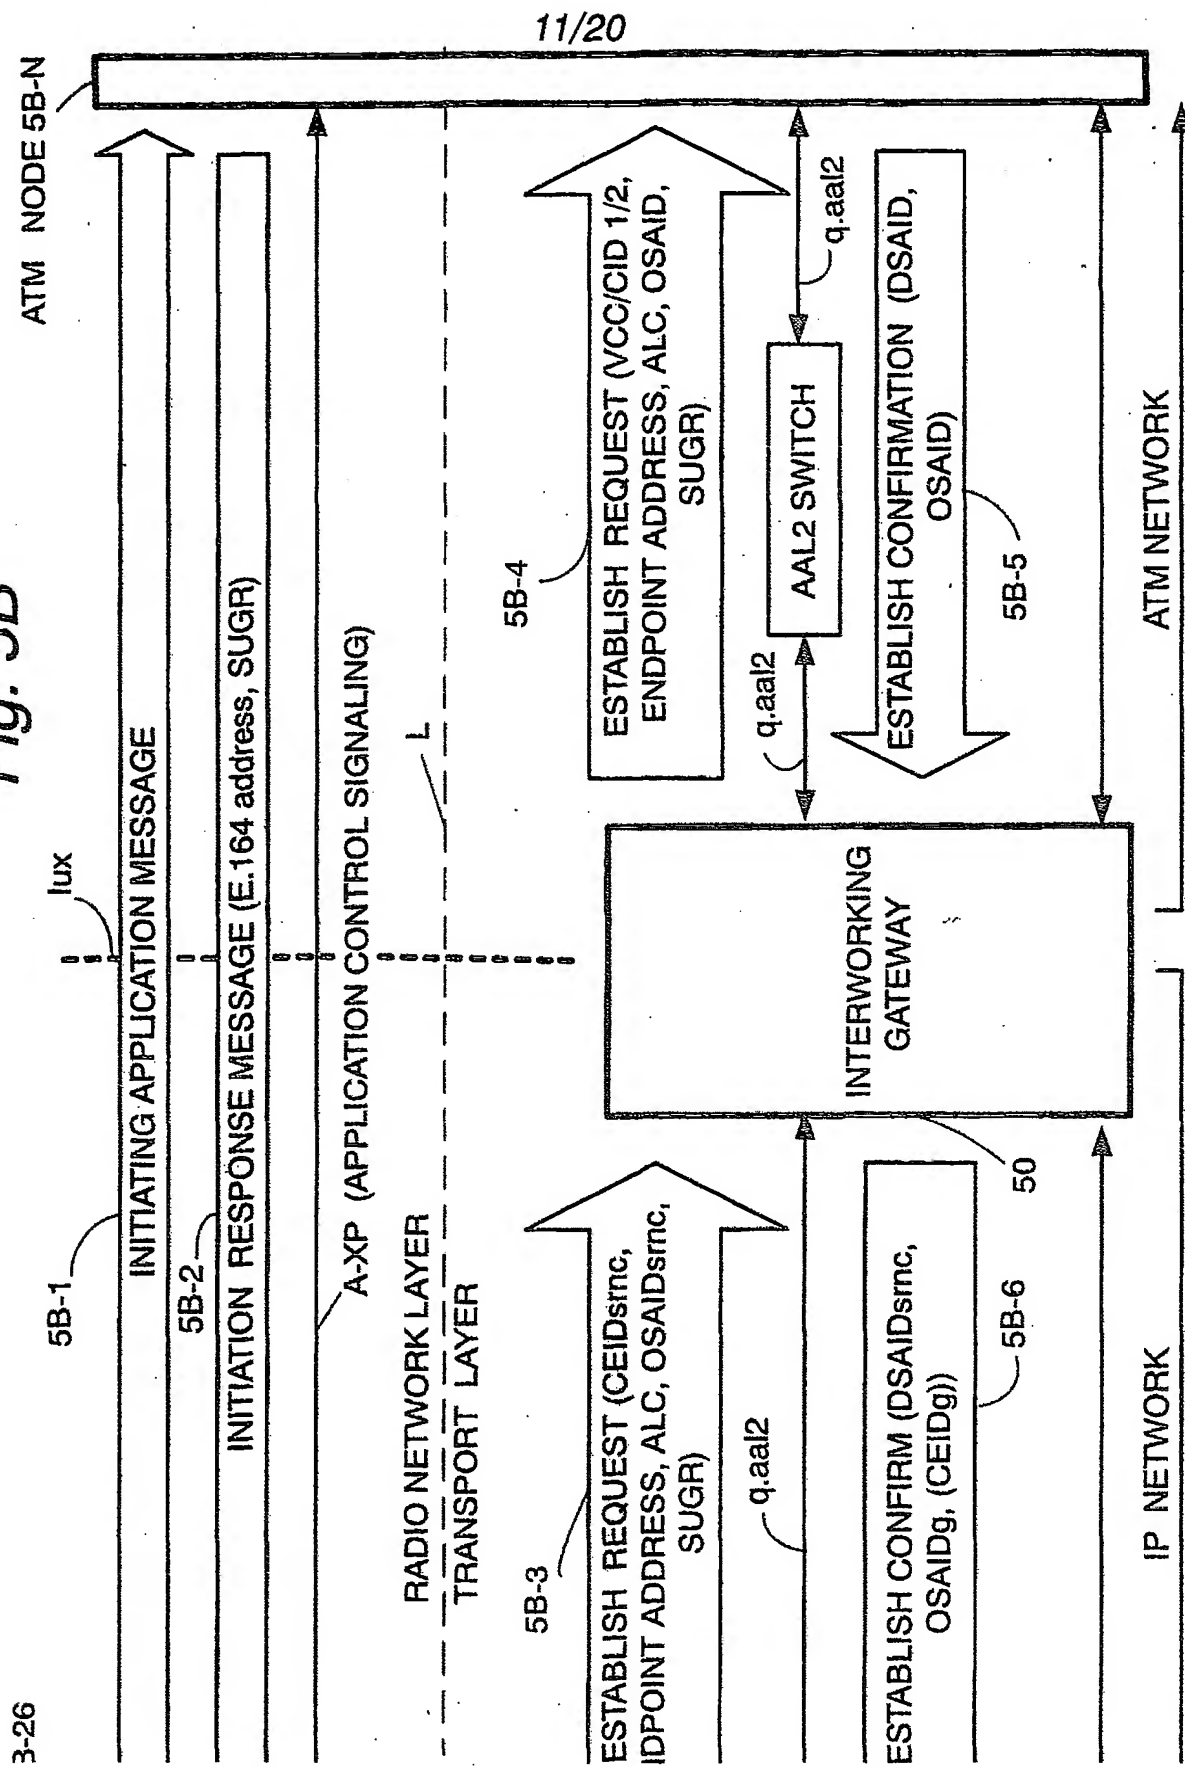 11/20
Fig. 5B
3-26
ATM NODE 5B-N
Iux
5B-1
INITIATING APPLICATION MESSAGE
5B-2
INITIATION RESPONSE MESSAGE (E.164 address, SUGR)
A-XP (APPLICATION CONTROL SIGNALING)
RADIO NETWORK LAYER
L
TRANSPORT LAYER
5B-3
ESTABLISH REQUEST (CEIDsrnc,
IDPOINT ADDRESS, ALC, OSAIDsrnc,
SUGR)
5B-4
ESTABLISH REQUEST (VCC/CID 1/2,
ENDPOINT ADDRESS, ALC, OSAID,
SUGR)
q.aal2
q.aal2
q.aal2
AAL2 SWITCH
INTERWORKING
GATEWAY
50
ESTABLISH CONFIRM (DSAIDsrnc,
OSAIDg, (CEIDg))
5B-6
ESTABLISH CONFIRMATION (DSAID,
OSAID)
5B-5
IP NETWORK
ATM NETWORK